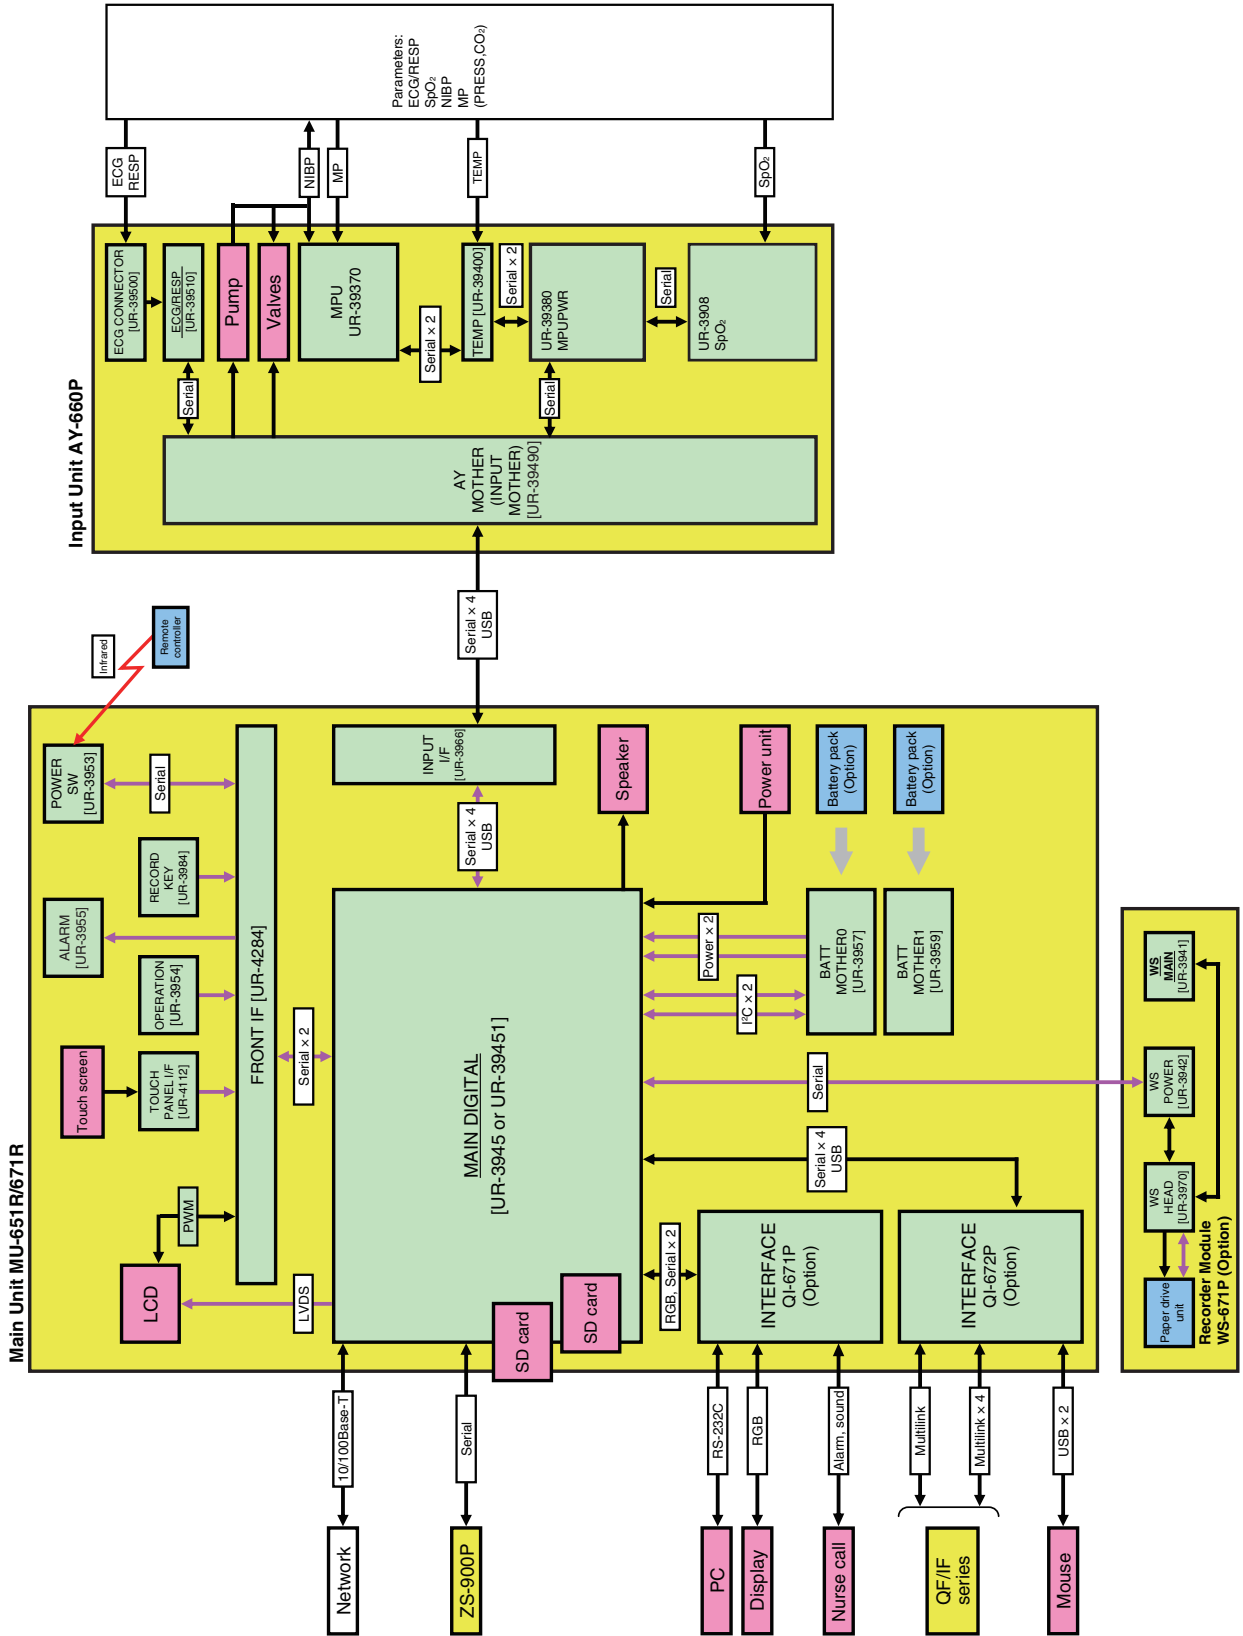 Main Unit MU-651R/671R
Input Unit AY-660P
LCD
PWM
LVDS
Touch screen
TOUCH
PANEL I/F
[UR-4112]
OPERATION
[UR-3954]
ALARM
[UR-3955]
RECORD
KEY
[UR-3984]
POWER
SW
[UR-3953]
Serial
Infrared
Remote
controller
FRONT IF [UR-4284]
Serial × 2
MAIN DIGITAL
[UR-3945 or UR-39451]
SD card
SD card
Serial × 4
USB
INPUT
I/F
[UR-3966]
Serial × 4
USB
Speaker
Power unit
Battery pack
(Option)
Battery pack
(Option)
Power × 2
I²C × 2
BATT
MOTHER0
[UR-3957]
BATT
MOTHER1
[UR-3959]
Serial
Serial × 4
USB
RGB, Serial × 2
INTERFACE
QI-671P
(Option)
INTERFACE
QI-672P
(Option)
Network
10/100Base-T
ZS-900P
Serial
PC
RS-232C
Display
RGB
Nurse call
Alarm, sound
QF/IF
series
Multilink
Multilink × 4
Mouse
USB × 2
Recorder Module
WS-671P (Option)
Paper drive
unit
WS
HEAD
[UR-3970]
WS
POWER
[UR-3942]
WS
MAIN
[UR-3941]
AY
MOTHER
(INPUT
MOTHER)
[UR-39490]
ECG CONNECTOR
[UR-39500]
ECG/RESP
[UR-39510]
Serial
Pump
Valves
MPU
UR-39370
Serial × 2
TEMP [UR-39400]
Serial × 2
UR-39380
MPUPWR
Serial
Serial
UR-3908
SpO₂
ECG
RESP
NIBP
MP
TEMP
SpO₂
Parameters:
ECG/RESP
SpO₂
NIBP
MP
(PRESS,CO₂)